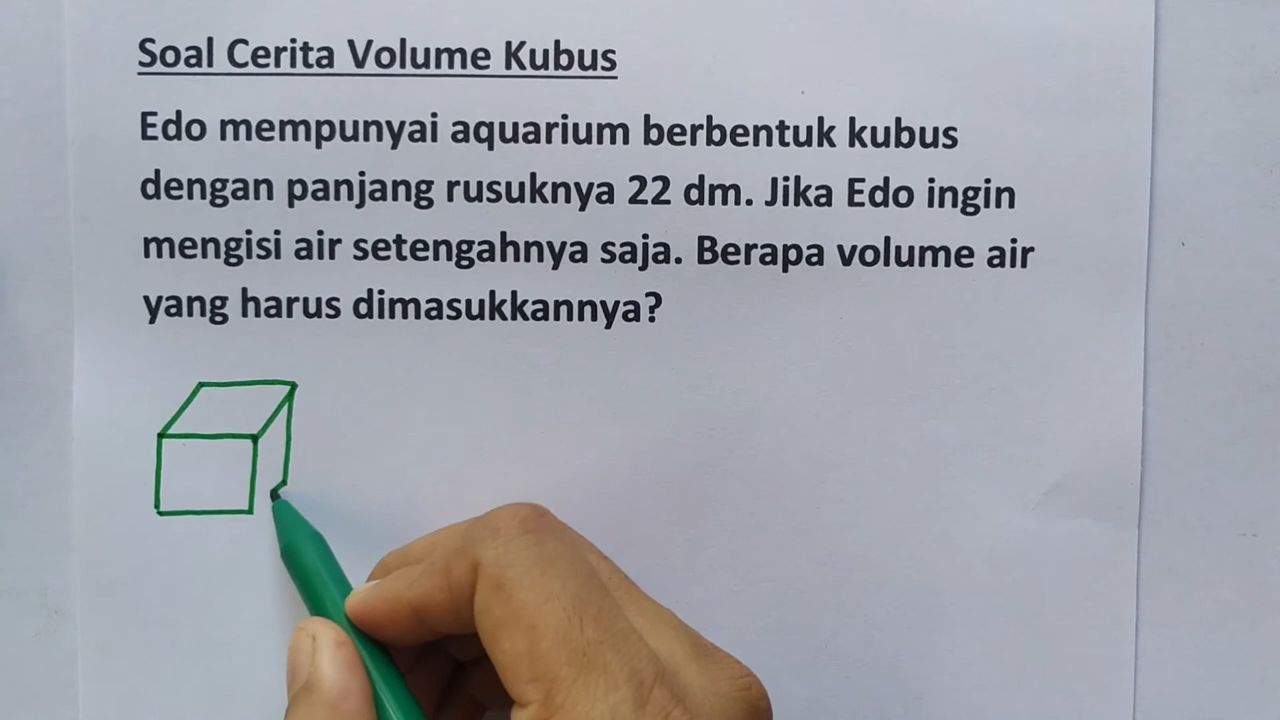 Soal Cerita Volume Kubus
Edo mempunyai aquarium berbentuk kubus
dengan panjang rusuknya 22 dm. Jika Edo ingin
mengisi air setengahnya saja. Berapa volume air
yang harus dimasukkannya?